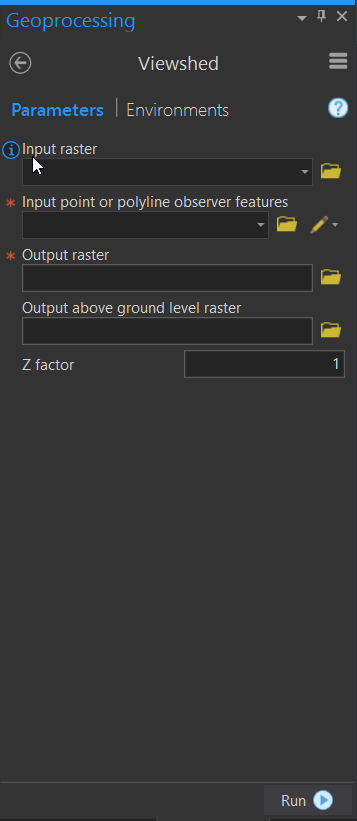 Geoprocessing
Viewshed
Parameters | Environments
Input raster
* Input point or polyline observer features
* Output raster
Output above ground level raster
Z factor 1
Run